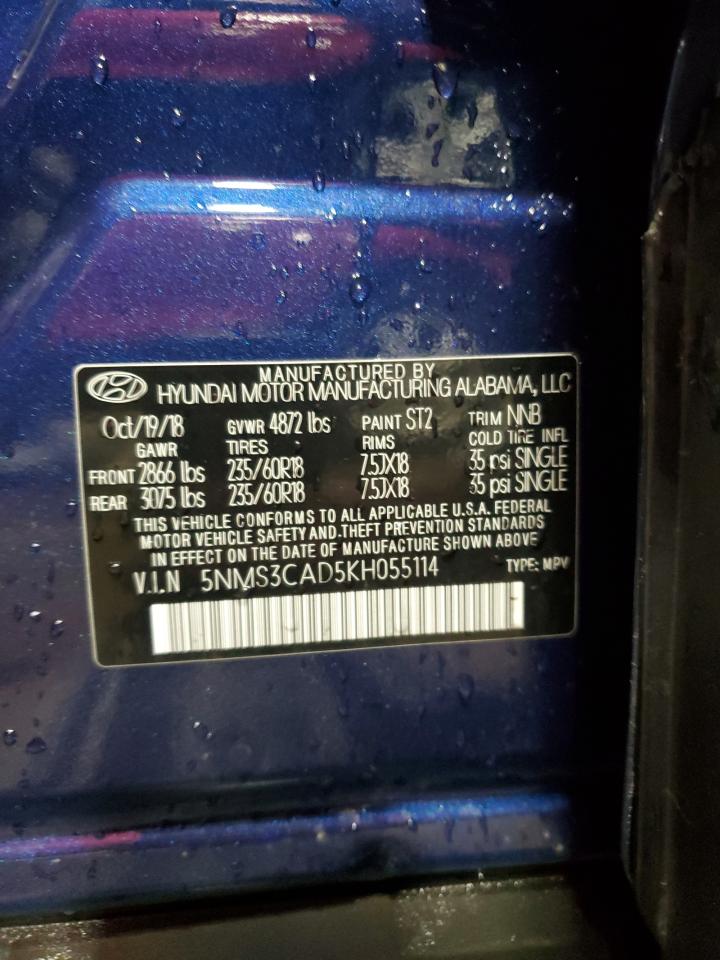 MANUFACTURED BY
HYUNDAI MOTOR MANUFACTURING ALABAMA, LLC
Oct/19/18 GVWR 4872 lbs PAINT ST2 TRIM NNB
GAWR TIRES RIMS COLD TIRE INFL
FRONT 2866 lbs 235/60R18 7.5JX18 35 psi SINGLE
REAR 3075 lbs 235/60R18 7.5JX18 35 psi SINGLE
THIS VEHICLE CONFORMS TO ALL APPLICABLE U.S.A. FEDERAL
MOTOR VEHICLE SAFETY AND THEFT PREVENTION STANDARDS
IN EFFECT ON THE DATE OF MANUFACTURE SHOWN ABOVE
V.I.N 5NMS3CAD5KH055114 TYPE: MPV